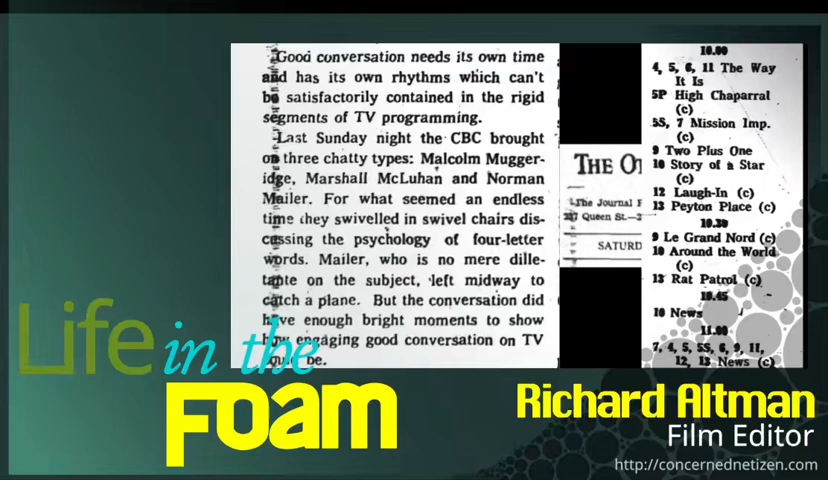 Good conversation needs its own time
and has its own rhythms which can't
be satisfactorily contained in the rigid
segments of TV programming.
Last Sunday night the CBC brought
on three chatty types: Malcolm Mugger-
idge, Marshall McLuhan and Norman
Mailer. For what seemed an endless
time they swivelled in swivel chairs dis-
cussing the psychology of four-letter
words. Mailer, who is no mere dille-
tante on the subject, left midway to
catch a plane. But the conversation did
have enough bright moments to show
how engaging good conversation on TV
could be.
THE OT
The Journal
Queen St.
SATURD
10.00
4, 5, 6, 11 The Way
It Is
5P High Chaparral
(c)
5S, 7 Mission Imp.
(c)
9 Two Plus One
10 Story of a Star
(c)
12 Laugh-In (c)
13 Peyton Place (c)
10.30
9 Le Grand Nord (c)
10 Around the World
(c)
13 Rat Patrol (c)
10.45
10 News
11.00
7, 4, 5, 5S, 6, 9, 11,
12, 13 News (c)
Life in the
Foam
Richard Altman
Film Editor
http://concernednetizen.com